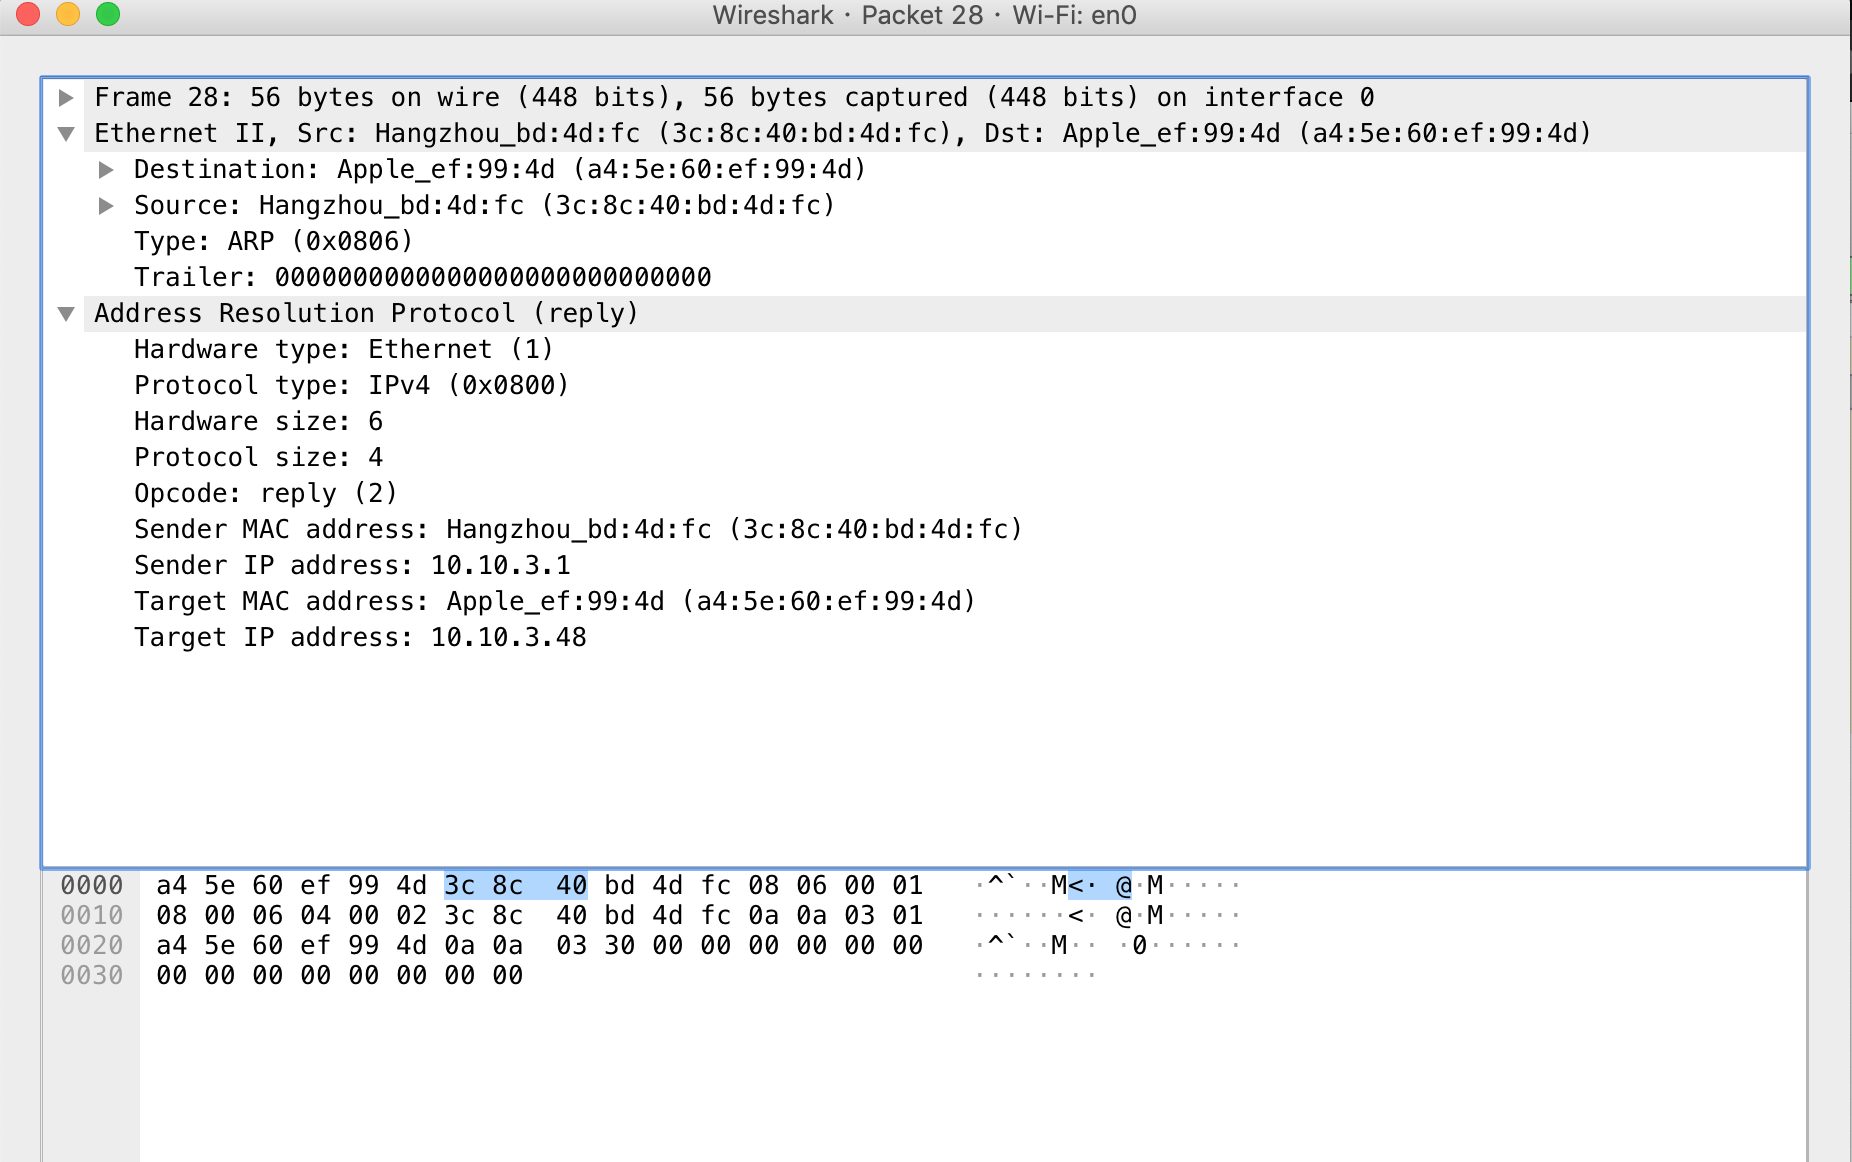 Wireshark · Packet 28 · Wi-Fi: en0
Frame 28: 56 bytes on wire (448 bits), 56 bytes captured (448 bits) on interface 0
Ethernet II, Src: Hangzhou_bd:4d:fc (3c:8c:40:bd:4d:fc), Dst: Apple_ef:99:4d (a4:5e:60:ef:99:4d)
Destination: Apple_ef:99:4d (a4:5e:60:ef:99:4d)
Source: Hangzhou_bd:4d:fc (3c:8c:40:bd:4d:fc)
Type: ARP (0x0806)
Trailer: 0000000000000000000000000000
Address Resolution Protocol (reply)
Hardware type: Ethernet (1)
Protocol type: IPv4 (0x0800)
Hardware size: 6
Protocol size: 4
Opcode: reply (2)
Sender MAC address: Hangzhou_bd:4d:fc (3c:8c:40:bd:4d:fc)
Sender IP address: 10.10.3.1
Target MAC address: Apple_ef:99:4d (a4:5e:60:ef:99:4d)
Target IP address: 10.10.3.48
0000 a4 5e 60 ef 99 4d 3c 8c 40 bd 4d fc 08 06 00 01 ·^`··M<· @·M·····
0010 08 00 06 04 00 02 3c 8c 40 bd 4d fc 0a 0a 03 01 ······<· @·M·····
0020 a4 5e 60 ef 99 4d 0a 0a 03 30 00 00 00 00 00 00 ·^`··M·· ·0······
0030 00 00 00 00 00 00 00 00 ········